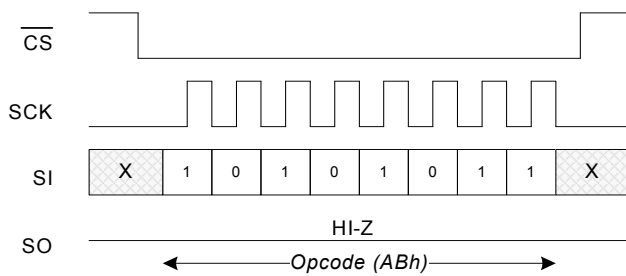 CS
SCK
SI X 1 0 1 0 1 0 1 1 X
HI-Z
SO
Opcode (ABh)